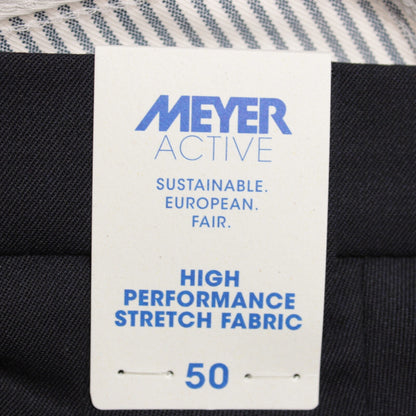 MEYER
ACTIVE
SUSTAINABLE.
EUROPEAN.
FAIR.
HIGH
PERFORMANCE
STRETCH FABRIC
50